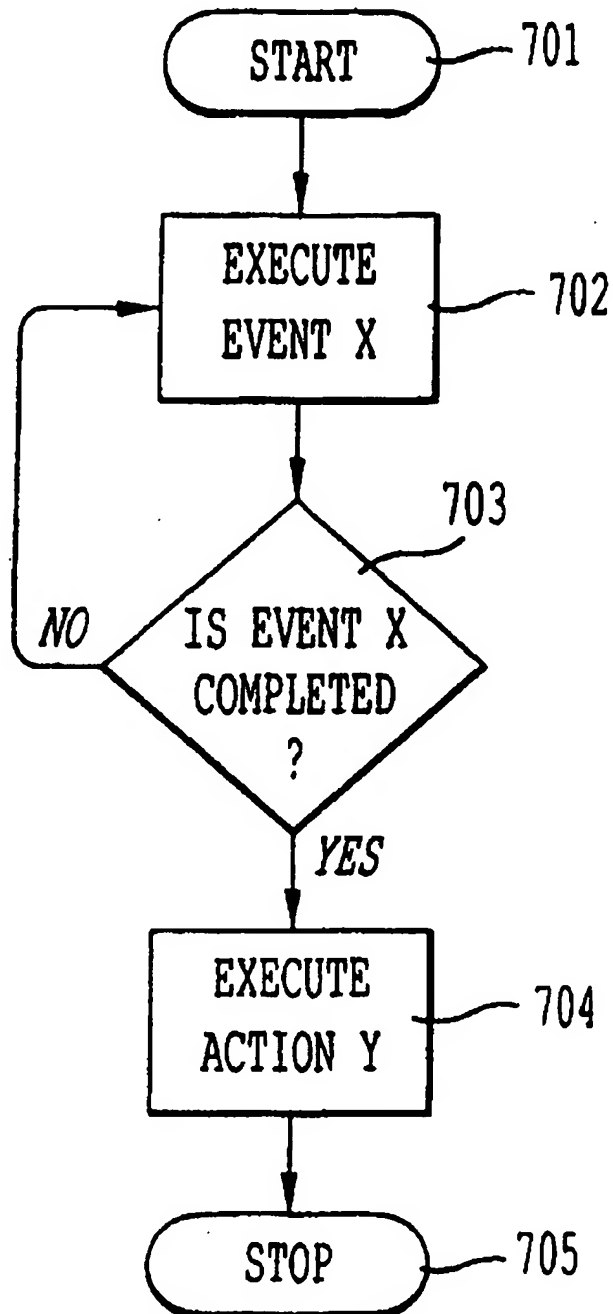 START
701
EXECUTE
EVENT X
702
703
NO
IS EVENT X
COMPLETED
?
YES
EXECUTE
ACTION Y
704
STOP
705